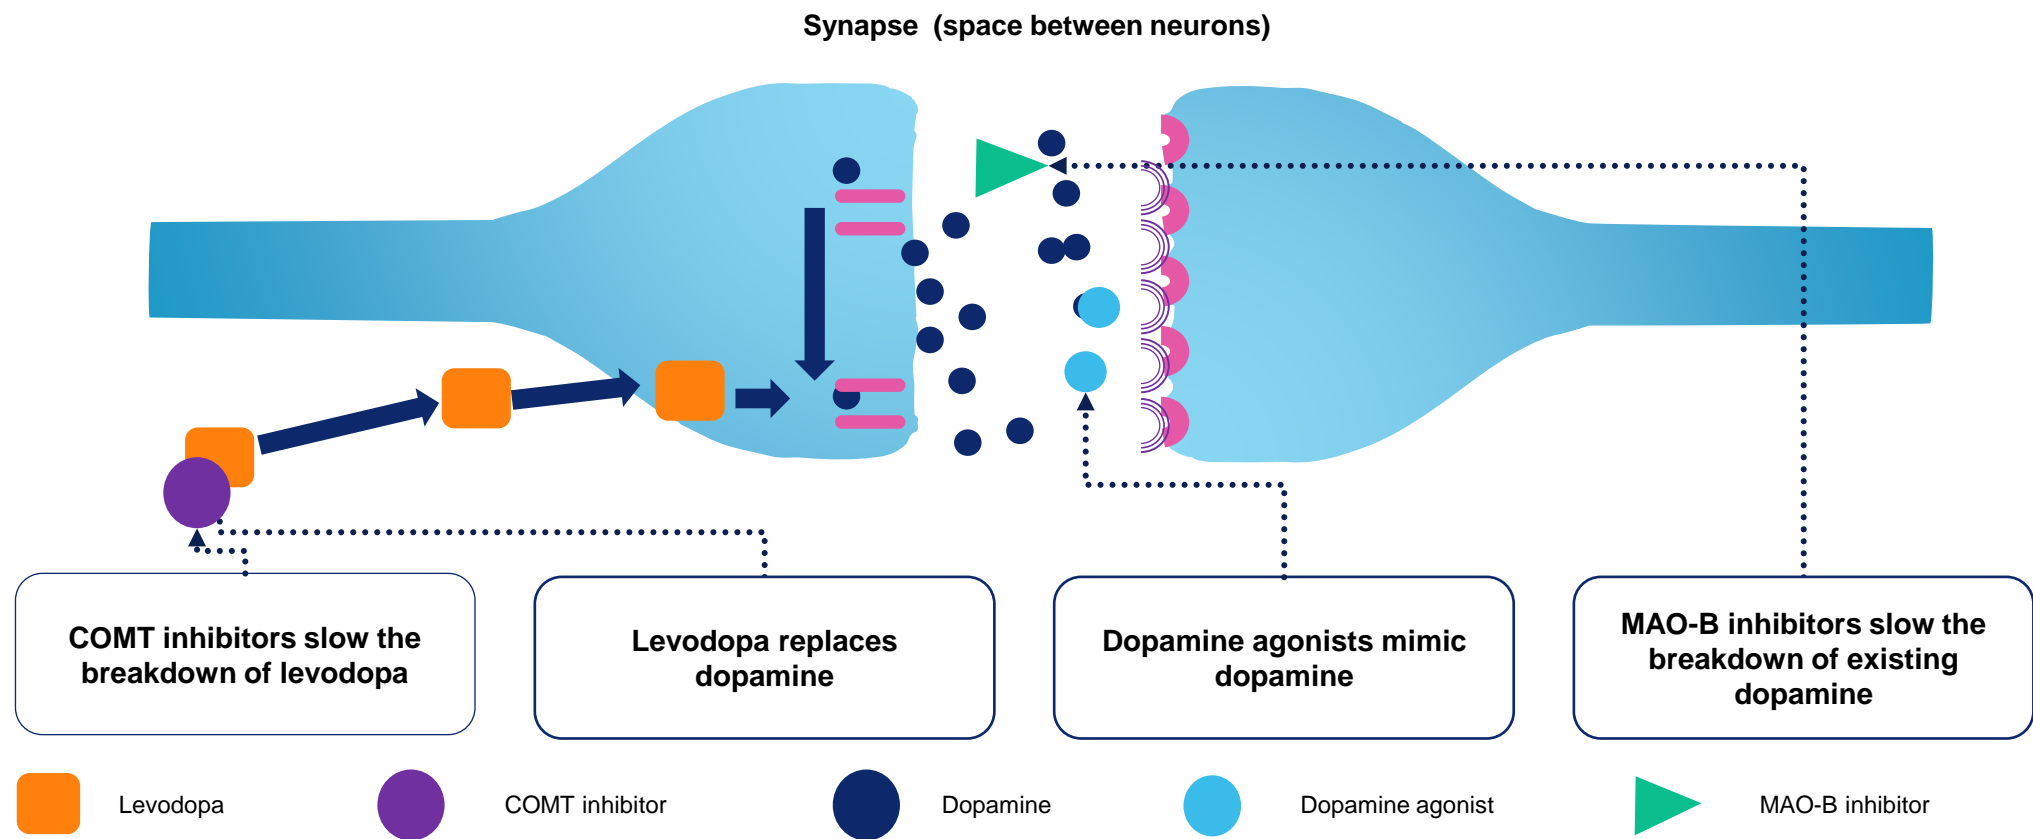 Synapse  (space between neurons)
COMT inhibitors slow the
breakdown of levodopa
Levodopa replaces
dopamine
Dopamine agonists mimic
dopamine
MAO-B inhibitors slow the
breakdown of existing
dopamine
Levodopa
COMT inhibitor
Dopamine
Dopamine agonist
MAO-B inhibitor